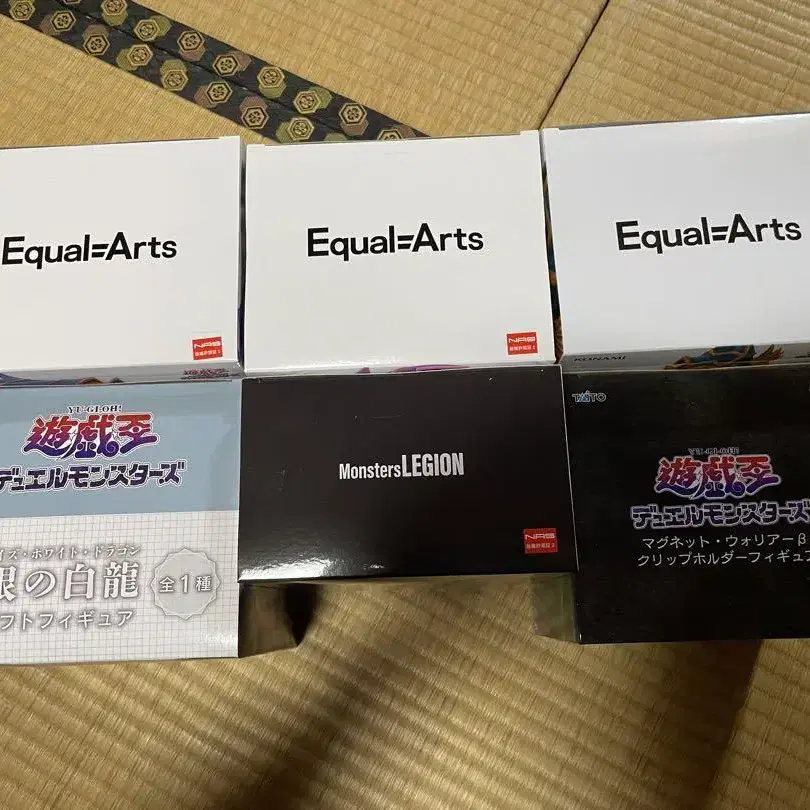 Equal=Arts
Equal=Arts
Equal=Arts
NAS
NAS
KONAMI
YU-GI-OH!
遊戯王
デュエルモンスターズ
イズ・ホワイト・ドラゴン
眼の白龍
全1種
フトフィギュア
MonstersLEGION
NAS
TAITO
YU-GI-OH!
遊戯王
デュエルモンスターズ
マグネット・ウォリアーβ
クリップホルダーフィギュア